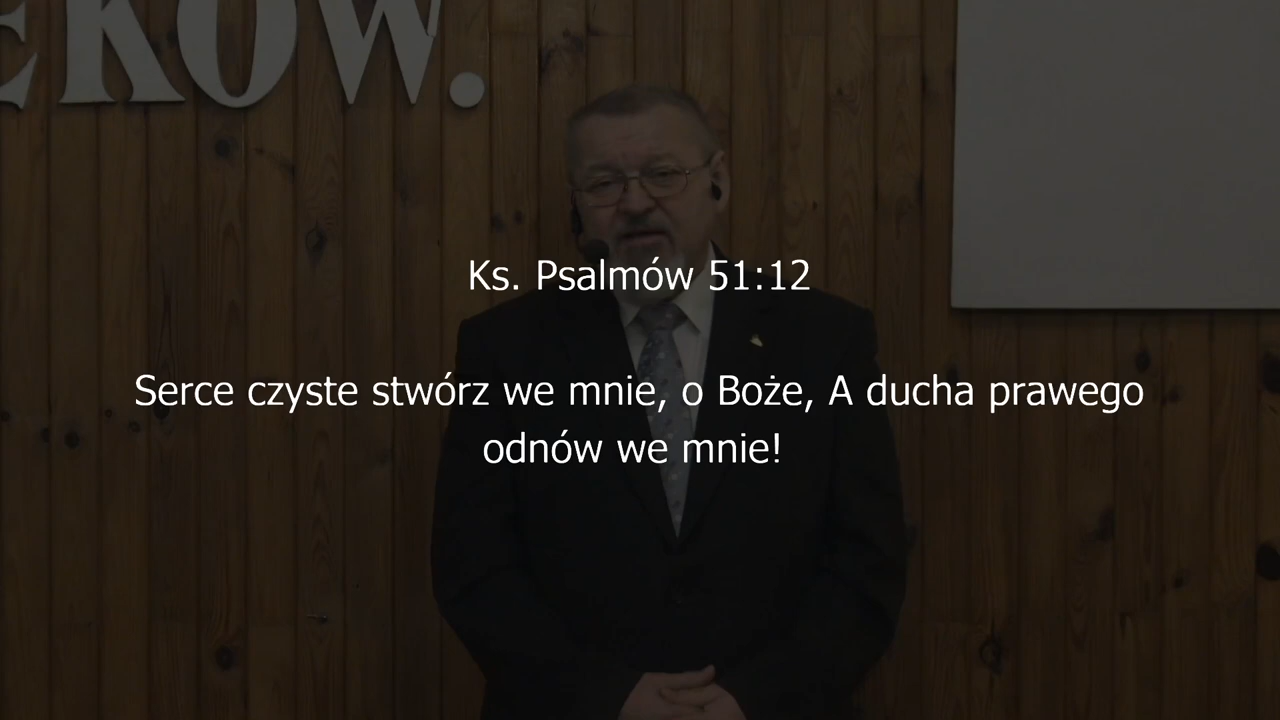 EKÓW.
Ks. Psalmów 51:12
Serce czyste stwórz we mnie, o Boże, A ducha prawego
odnów we mnie!